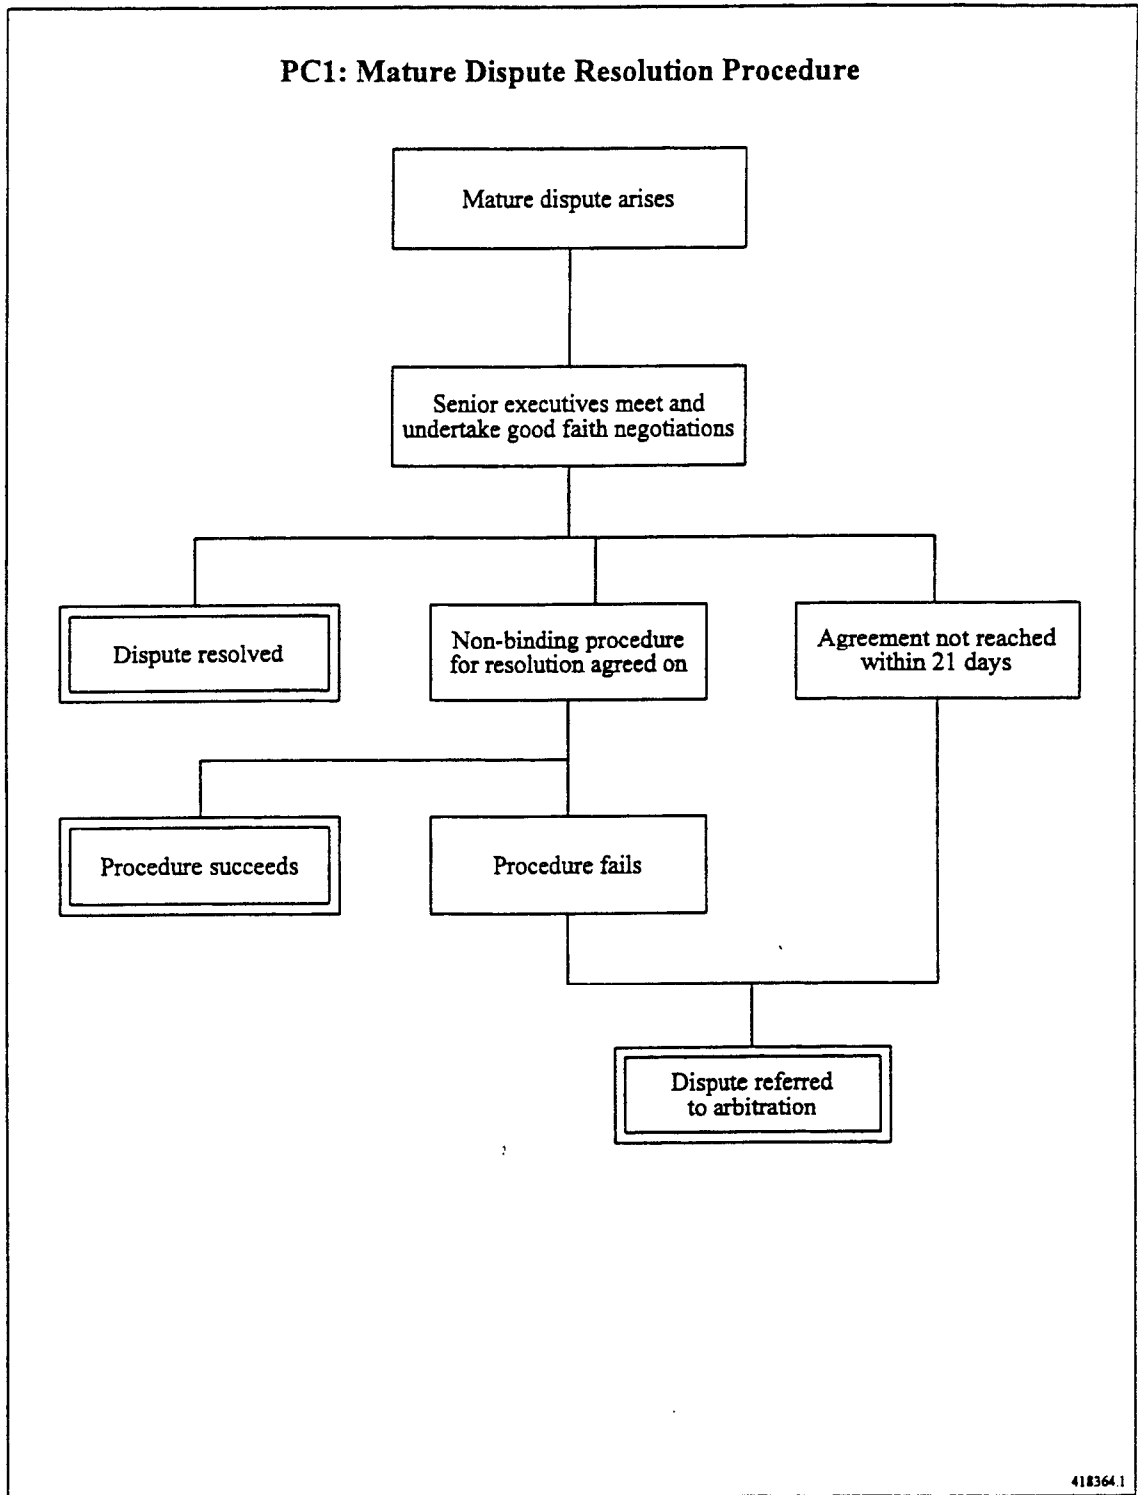 PC1: Mature Dispute Resolution Procedure
Mature dispute arises
Senior executives meet and
undertake good faith negotiations
Dispute resolved
Non-binding procedure
for resolution agreed on
Agreement not reached
within 21 days
Procedure succeeds
Procedure fails
Dispute referred
to arbitration
418364.1